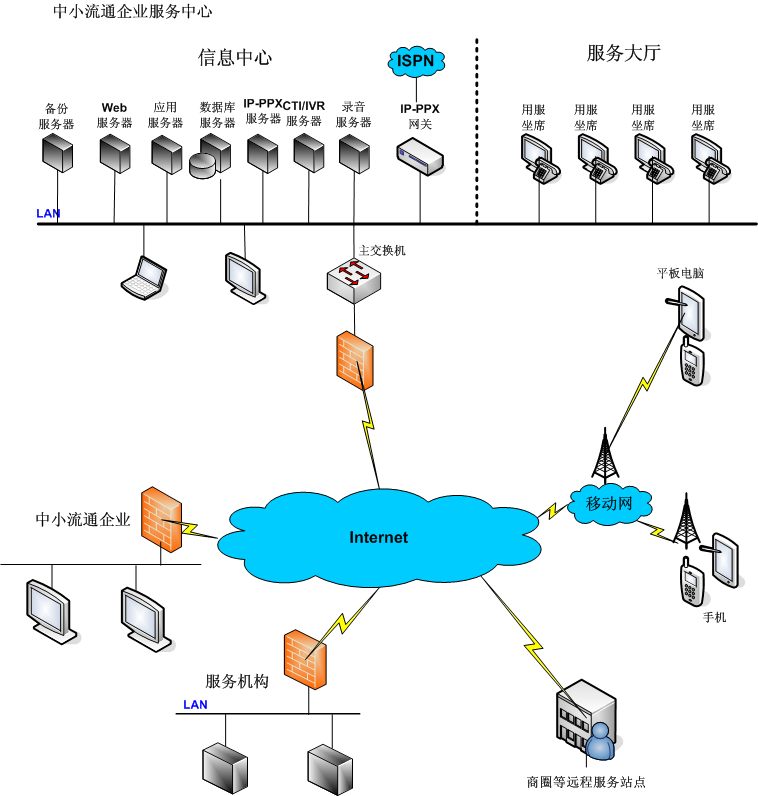 中小流通企业服务中心
信息中心
ISPN
服务大厅
备份
服务器
Web
服务器
应用
服务器
数据库
服务器
IP-PPX
服务器
CTI/IVR
服务器
录音
服务器
IP-PPX
网关
用服
坐席
用服
坐席
用服
坐席
用服
坐席
LAN
主交换机
平板电脑
移动网
中小流通企业
Internet
手机
服务机构
LAN
商圈等远程服务站点